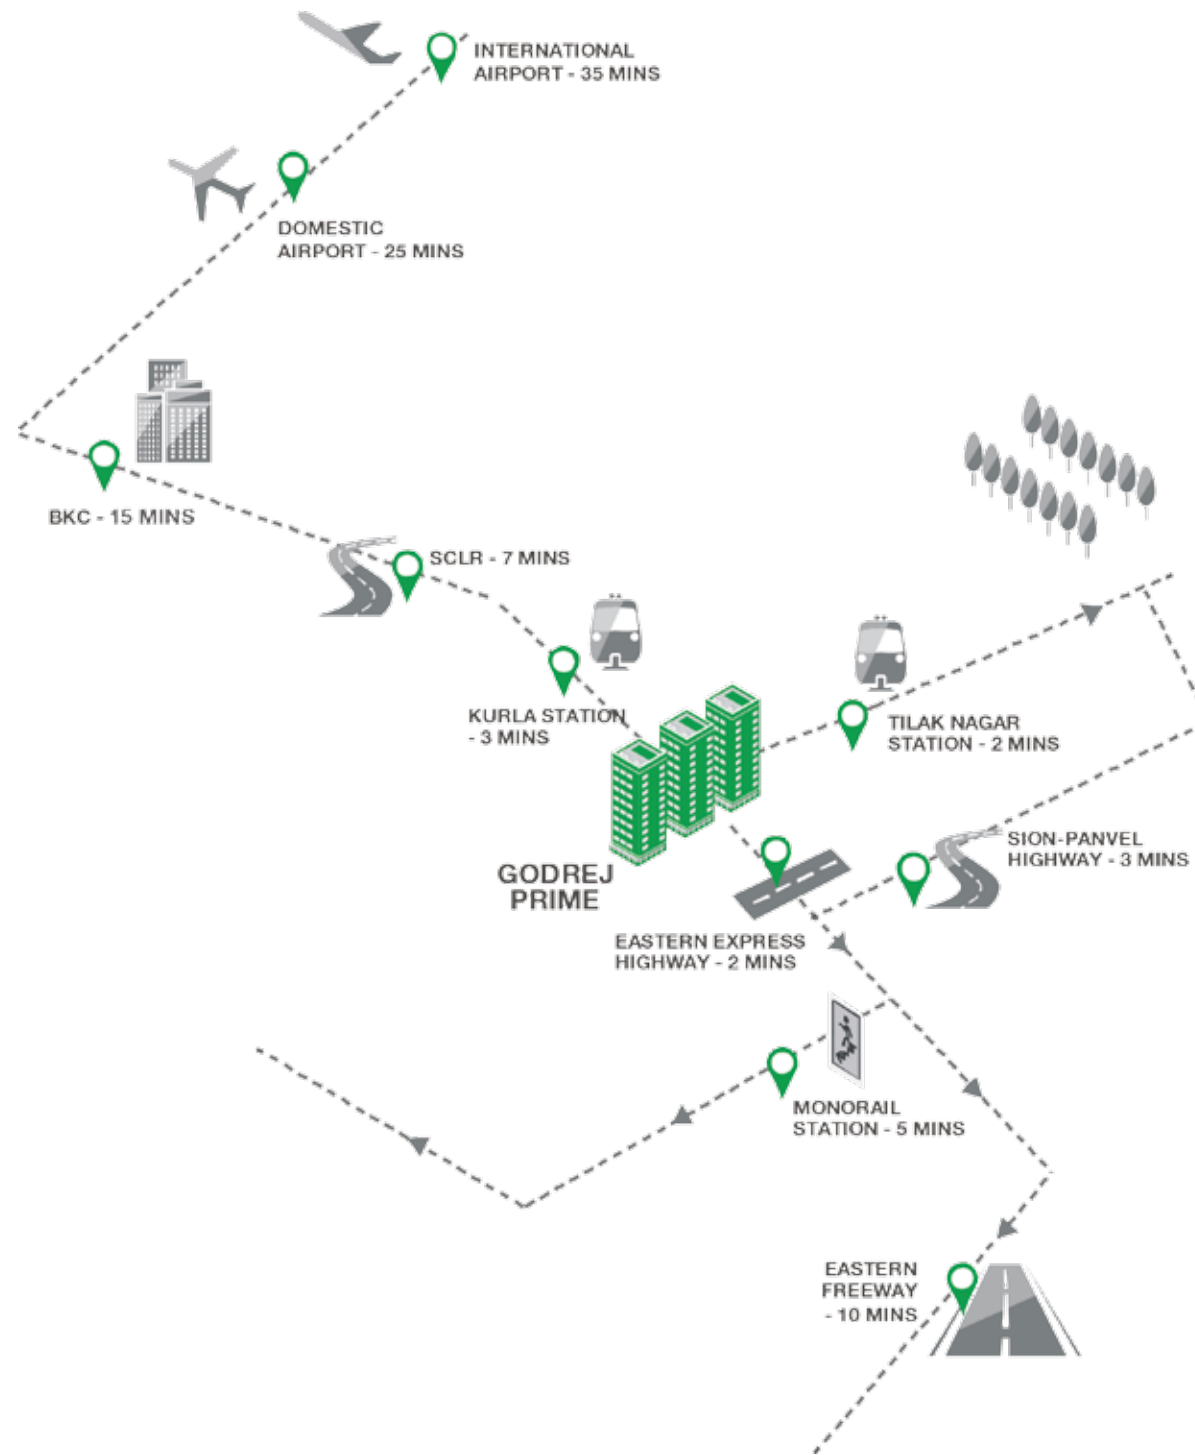 INTERNATIONAL
AIRPORT - 35 MINS
DOMESTIC
AIRPORT - 25 MINS
BKC - 15 MINS
SCLR - 7 MINS
KURLA STATION
- 3 MINS
TILAK NAGAR
STATION - 2 MINS
SION-PANVEL
HIGHWAY - 3 MINS
GODREJ
PRIME
EASTERN EXPRESS
HIGHWAY - 2 MINS
MONORAIL
STATION - 5 MINS
EASTERN
FREEWAY
- 10 MINS